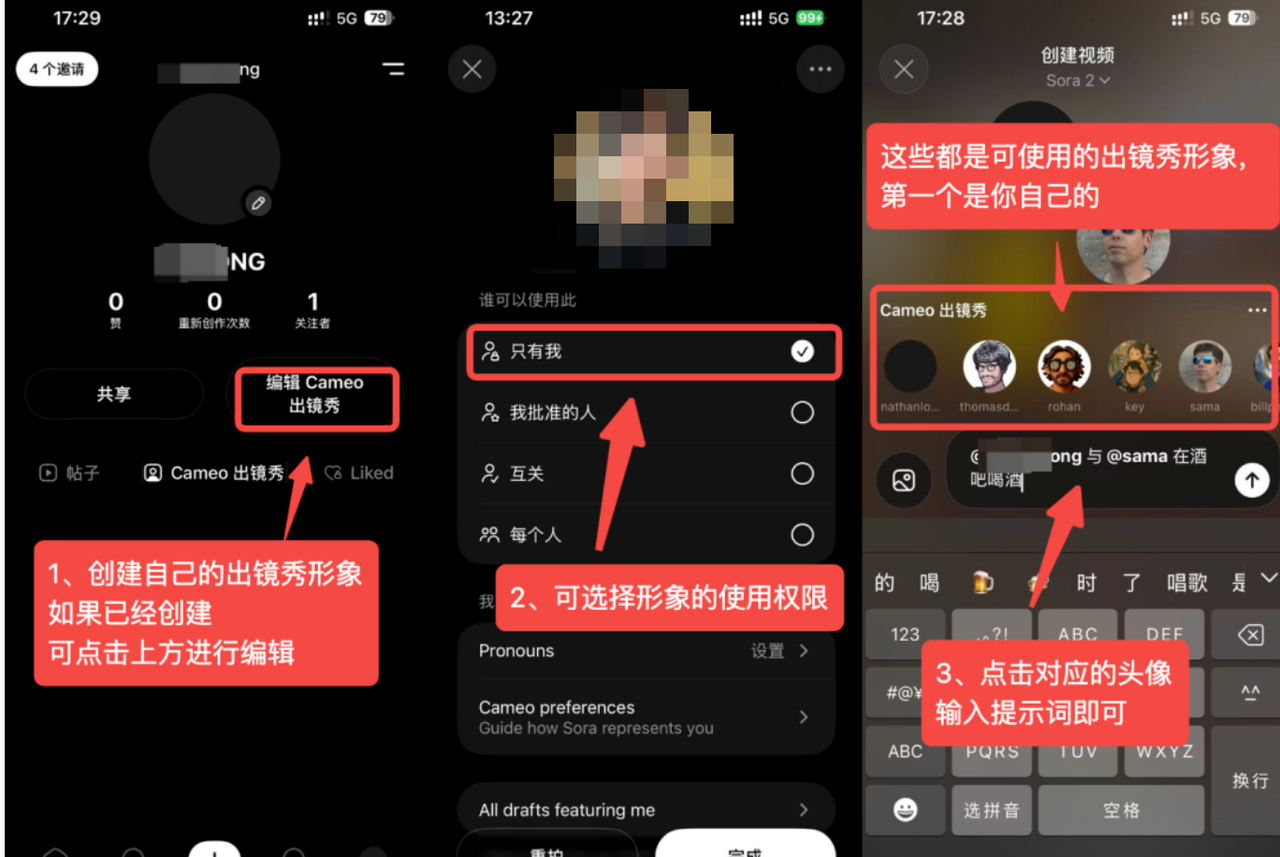 17:29
5G 79
4 个邀请
ng
NG
0 0 1
赞 重新创作次数 关注者
共享
编辑 Cameo
出镜秀
帖子 Cameo 出镜秀 Liked
1、创建自己的出镜秀形象
如果已经创建
可点击上方进行编辑
13:27
5G 99
谁可以使用此
只有我
我批准的人
互关
每个人
我
2、可选择形象的使用权限
Pronouns 设置
Cameo preferences
Guide how Sora represents you
All drafts featuring me
重拍 完成
17:28
5G 79
创建视频
Sora 2
这些都是可使用的出镜秀形象,
第一个是你自己的
Cameo 出镜秀
nathanlo... thomasd... rohan key sama billp
@ ong 与 @sama 在酒
吧喝酒
的 喝 🍺 时 了 唱歌 是
123 .,?! ABC DEF
#@¥
3、点击对应的头像
输入提示词即可
^^
ABC PQRS TUV WXYZ
换行
选拼音 空格